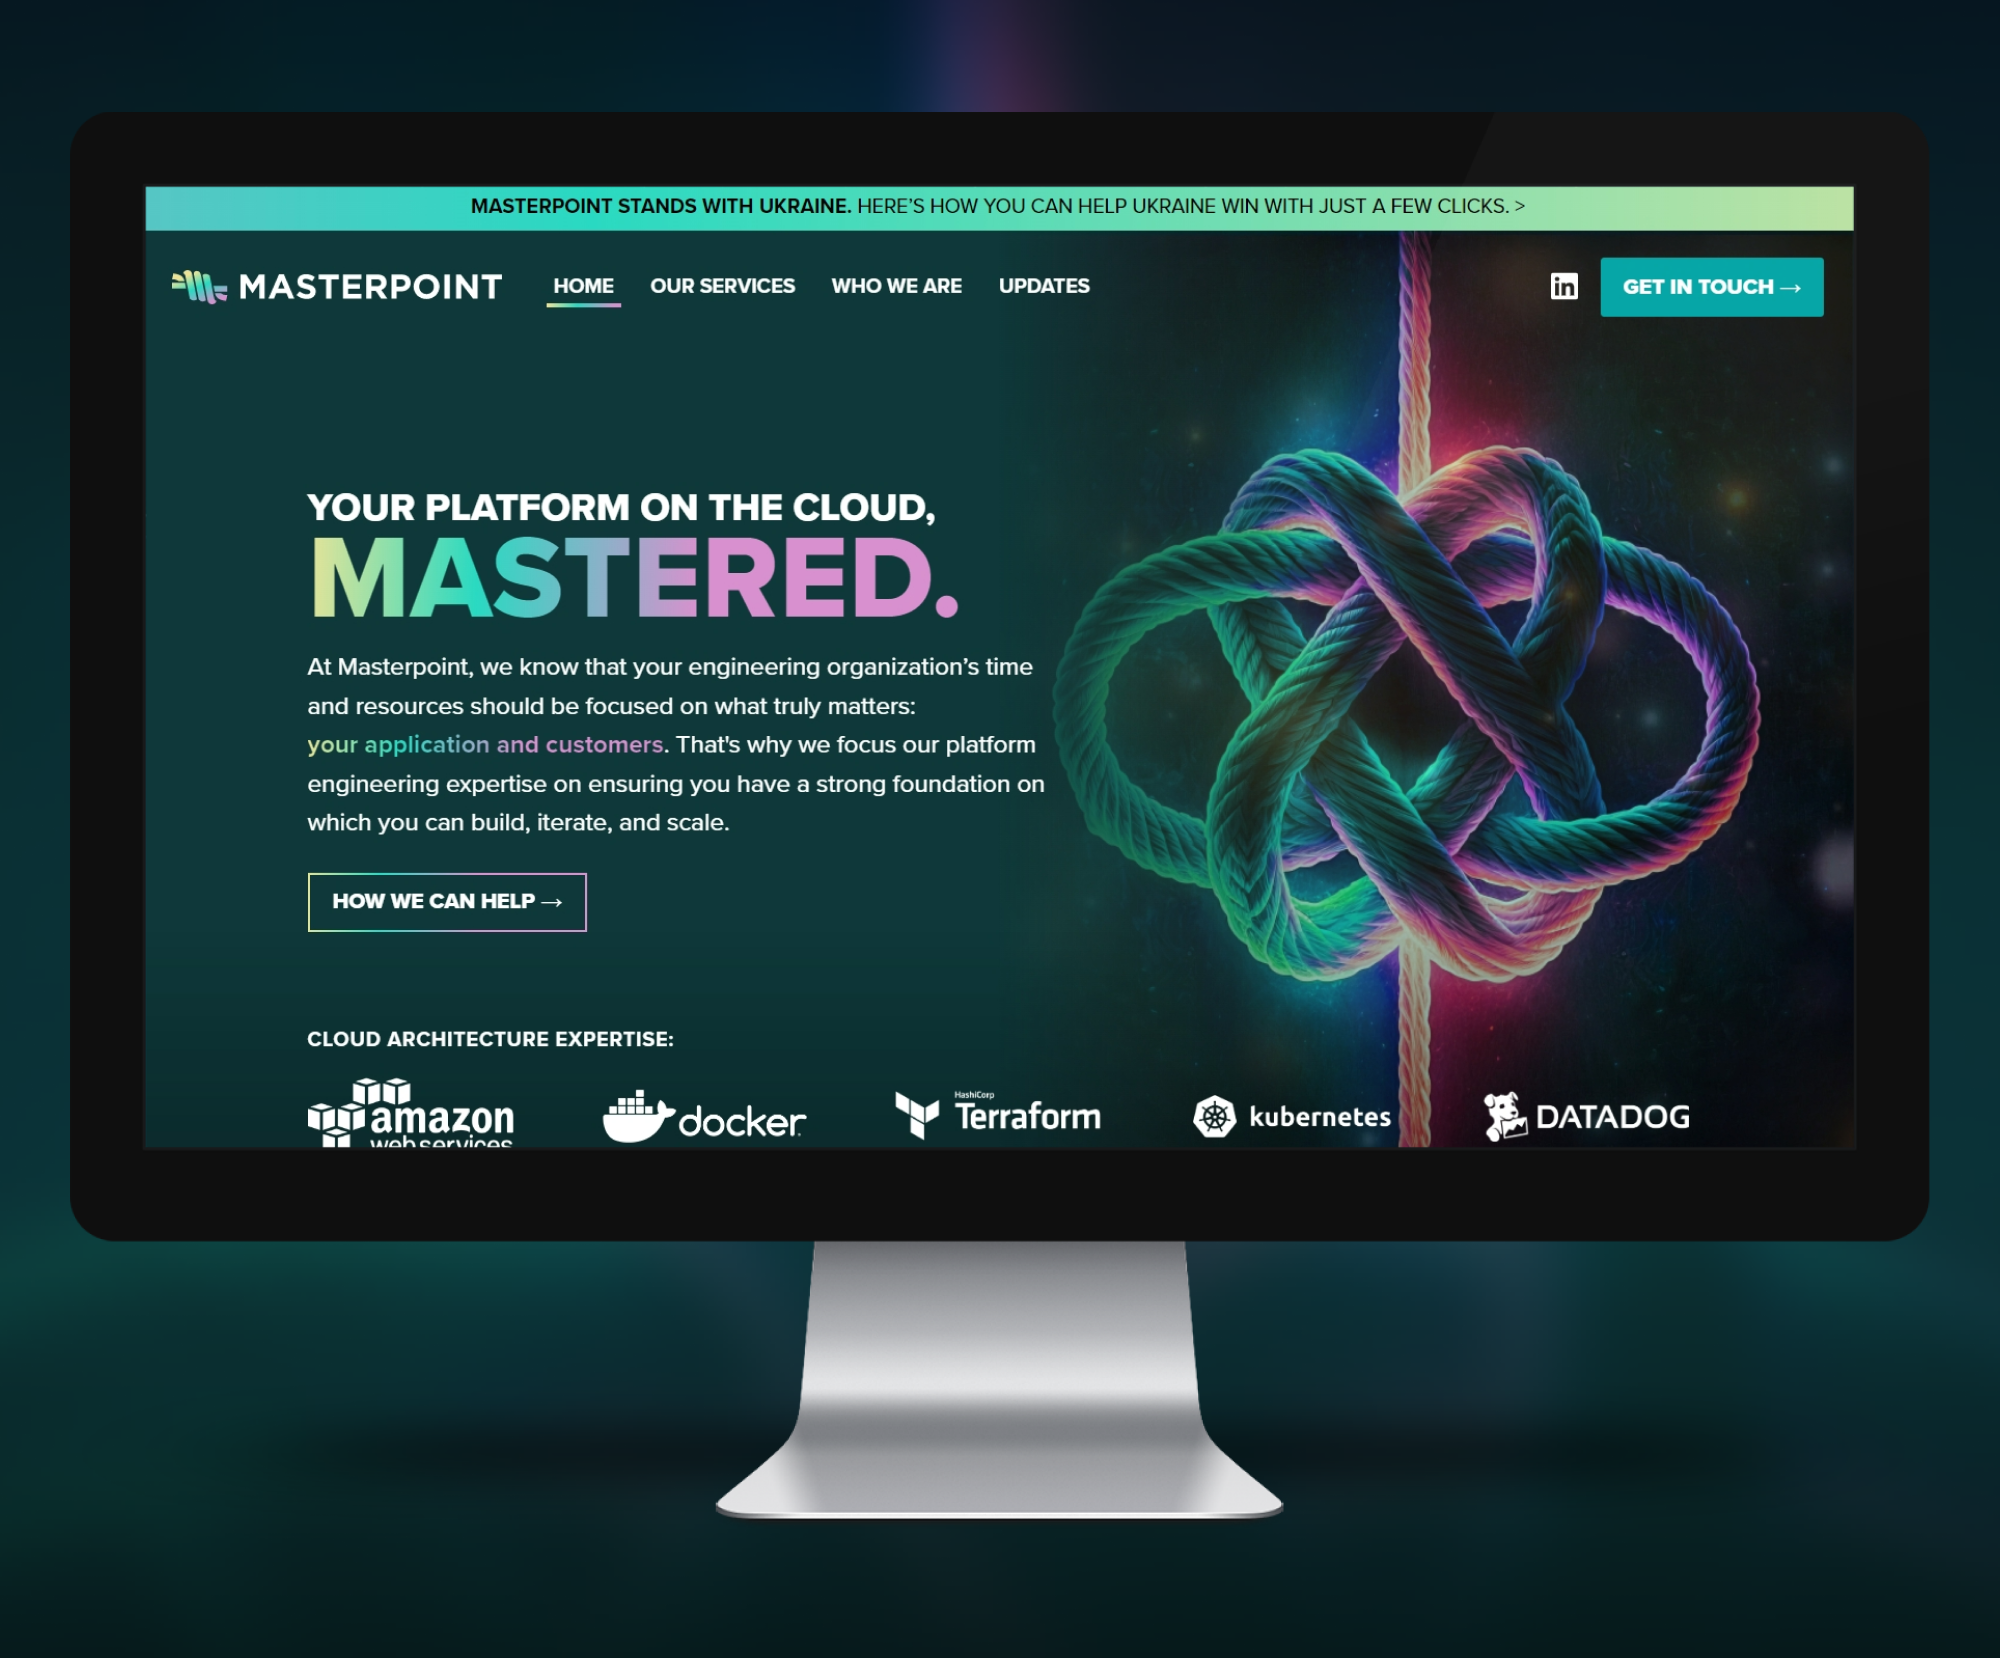 MASTERPOINT STANDS WITH UKRAINE. HERE'S HOW YOU CAN HELP UKRAINE WIN WITH JUST A FEW CLICKS. >
MASTERPOINT HOME OUR SERVICES WHO WE ARE UPDATES in GET IN TOUCH →
YOUR PLATFORM ON THE CLOUD,
MASTERED.
At Masterpoint, we know that your engineering organization’s time
and resources should be focused on what truly matters:
your application and customers. That's why we focus our platform
engineering expertise on ensuring you have a strong foundation on
which you can build, iterate, and scale.
HOW WE CAN HELP →
CLOUD ARCHITECTURE EXPERTISE:
amazon
web services
docker
HashiCorp
Terraform
kubernetes
DATADOG